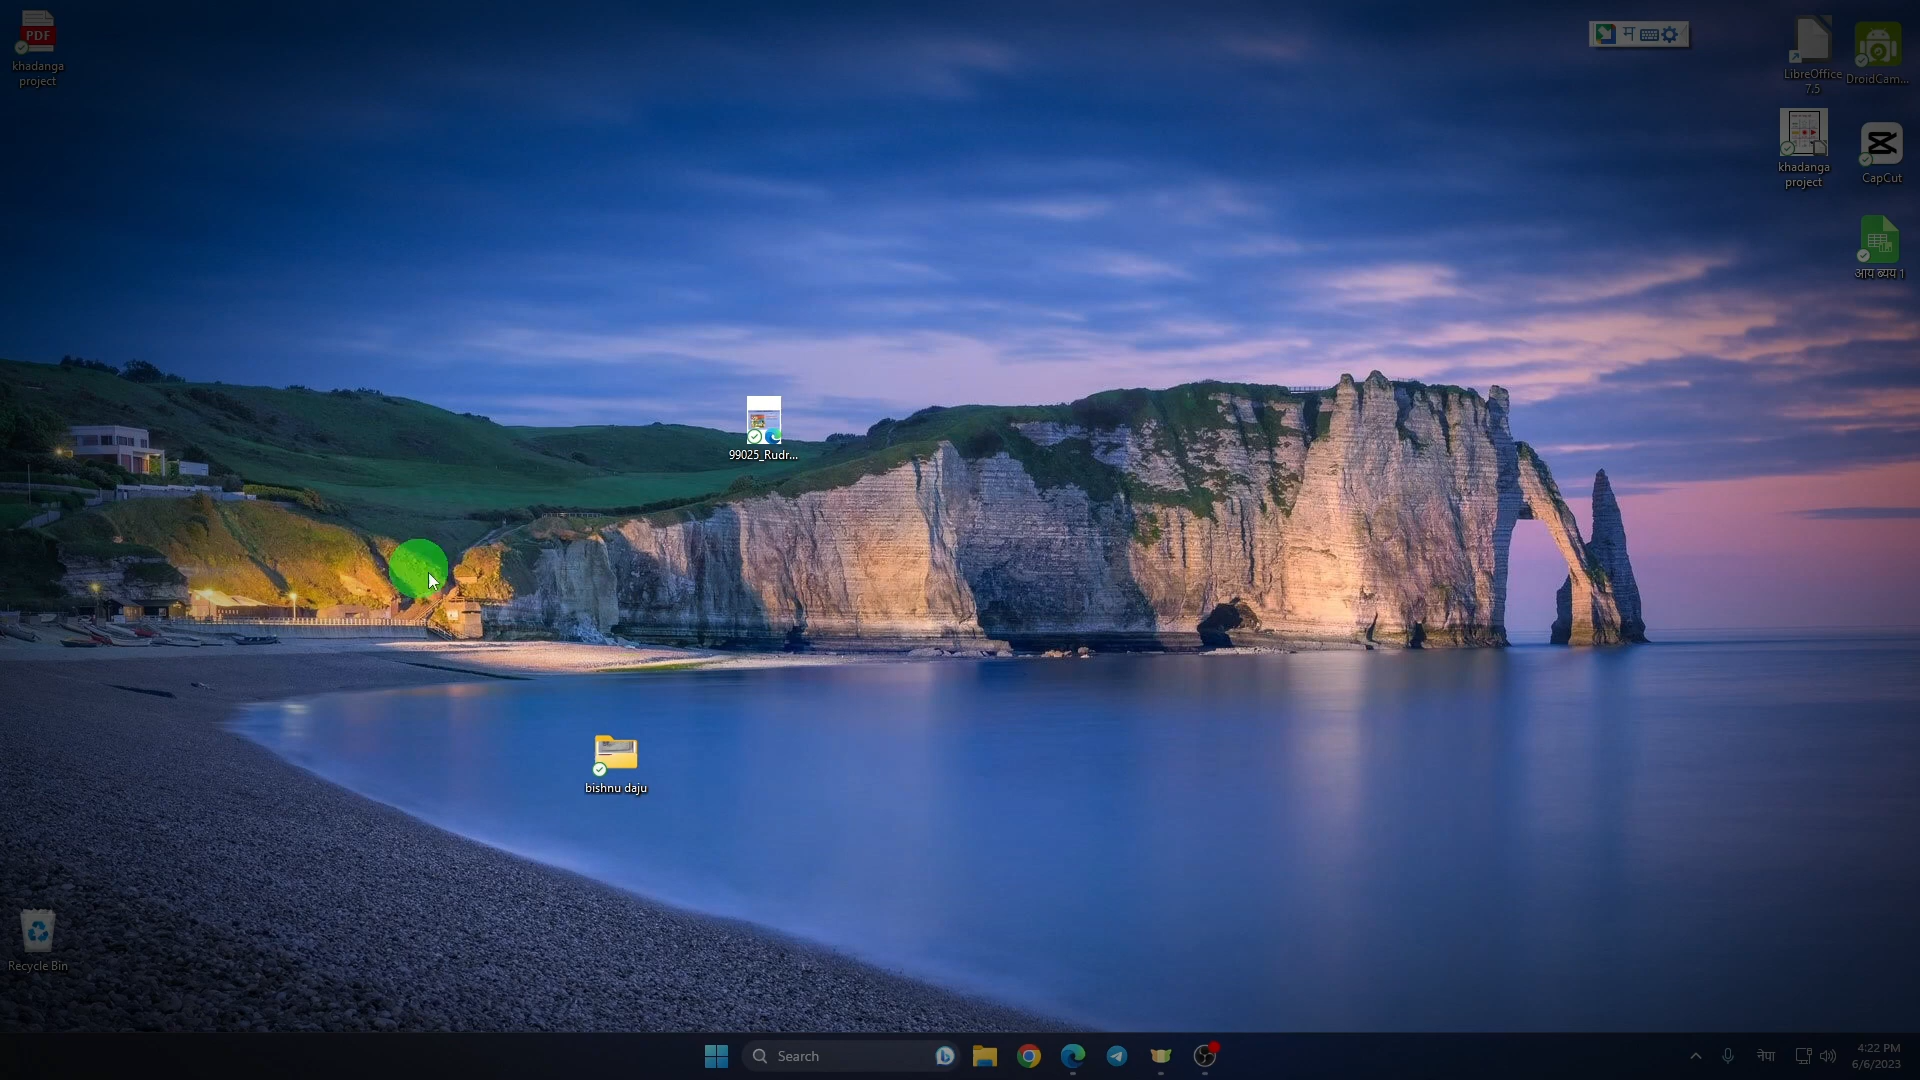 PDF
khadanga
project
म
LibreOffice
7.5
DroidCam...
khadanga
project
CapCut
आय ब्यय 1
99025_Rudr...
bishnu daju
Recycle Bin
Search
नेपा
4:22 PM
6/6/2023